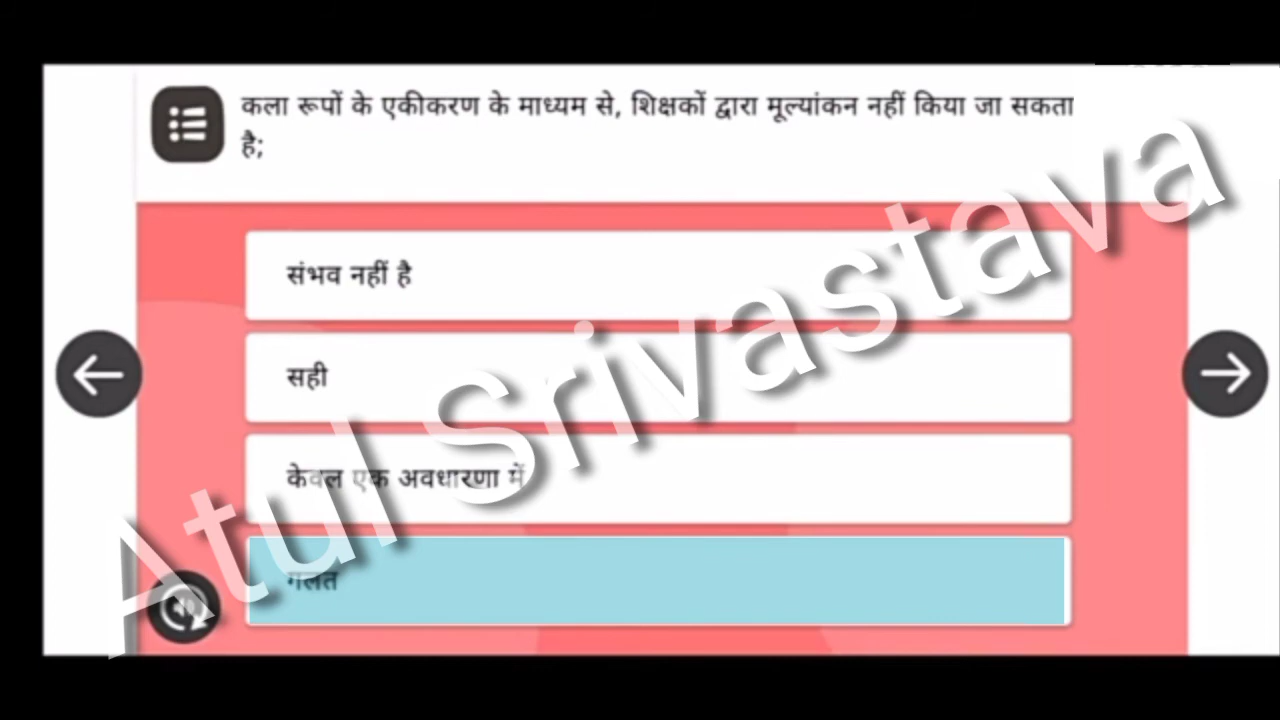 कला रूपों के एकीकरण के माध्यम से, शिक्षकों द्वारा मूल्यांकन नहीं किया जा सकता
है;
संभव नहीं है
सही
केवल एक अवधारणा में
गलत
Atul Srivastava